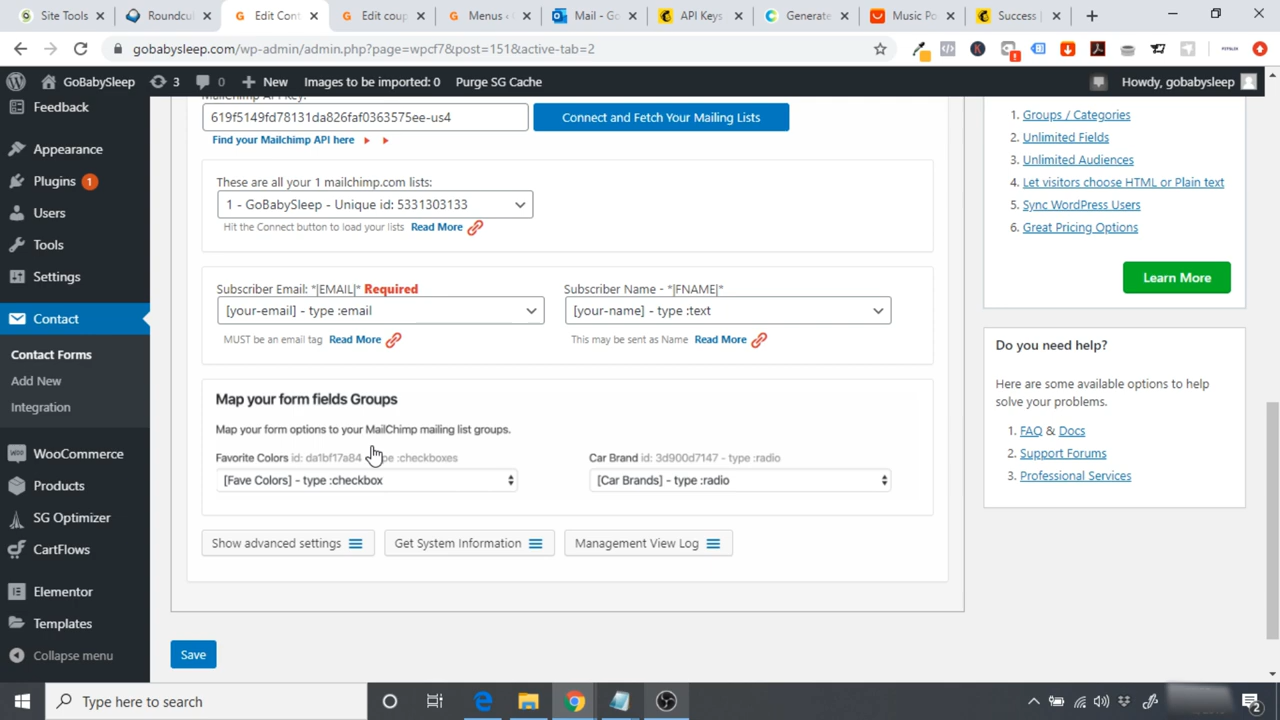 Site Tools
Roundcu
Edit Cont
Edit coup
Menus ‹ G
Mail - Go
API Keys
Generate
Music Po
Success |
gobabysleep.com/wp-admin/admin.php?page=wpcf7&post=151&active-tab=2
GoBabySleep
3
New
Images to be imported: 0
Purge SG Cache
Howdy, gobabysleep
Feedback
Appearance
Plugins 1
Users
Tools
Settings
Contact
Contact Forms
Add New
Integration
WooCommerce
Products
SG Optimizer
CartFlows
Elementor
Templates
Collapse menu
MailChimp API Key:
619f5149fd78131da826faf0363575ee-us4
Connect and Fetch Your Mailing Lists
Find your Mailchimp API here
These are all your 1 mailchimp.com lists:
1 - GoBabySleep - Unique id: 5331303133
Hit the Connect button to load your lists Read More
Subscriber Email: *|EMAIL|* Required
[your-email] - type :email
MUST be an email tag Read More
Subscriber Name - *|FNAME|*
[your-name] - type :text
This may be sent as Name Read More
Map your form fields Groups
Map your form options to your MailChimp mailing list groups.
Favorite Colors id: da1bf17a84 :checkboxes
[Fave Colors] - type :checkbox
Car Brand id: 3d900d7147 - type :radio
[Car Brands] - type :radio
Show advanced settings
Get System Information
Management View Log
Save
1. Groups / Categories
2. Unlimited Fields
3. Unlimited Audiences
4. Let visitors choose HTML or Plain text
5. Sync WordPress Users
6. Great Pricing Options
Learn More
Do you need help?
Here are some available options to help
solve your problems.
1. FAQ & Docs
2. Support Forums
3. Professional Services
Type here to search
2